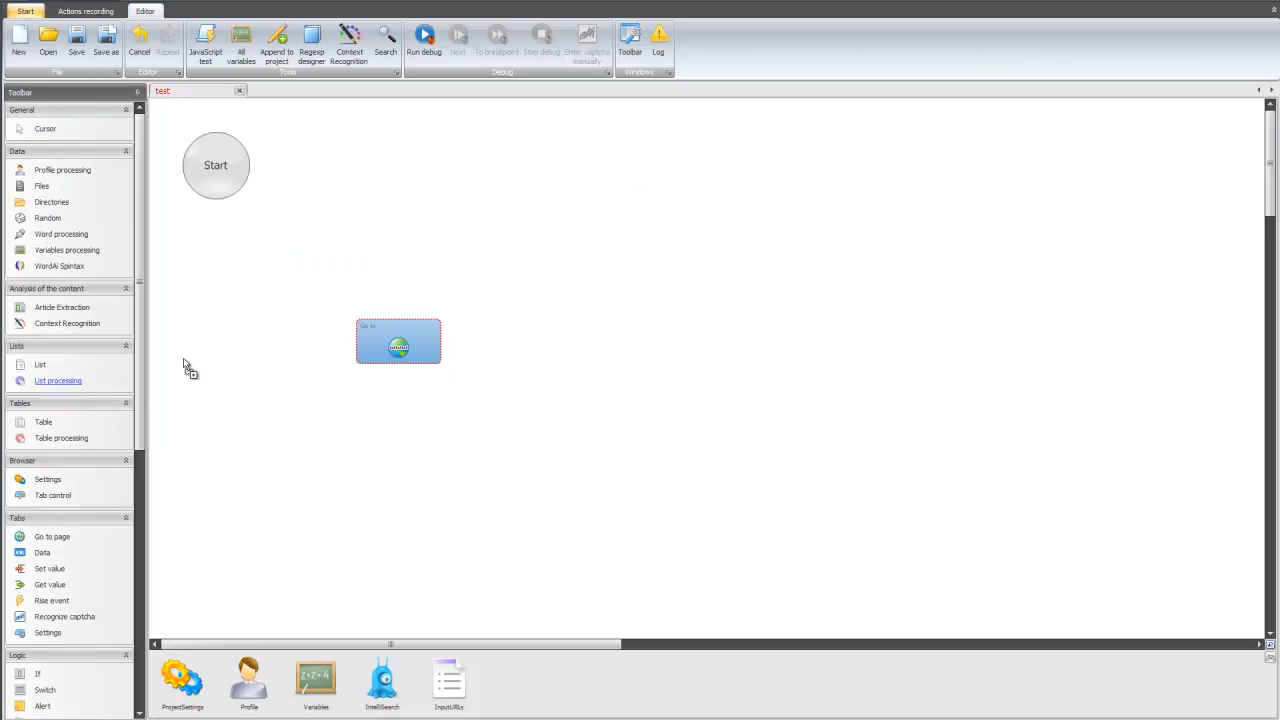 Start
Actions recording
Editor
New
Open
Save
Save as
Cancel
Repeat
JavaScript test
All variables
Append to project
Regexp designer
Context Recognition
Search
Run debug
Next
To breakpoint
Stop debug
Enter captcha manually
Toolbar
Log
File
Editor
Tools
Debug
Windows
Toolbar
test
General
Cursor
Data
Profile processing
Files
Directories
Random
Word processing
Variables processing
WordAi Spintax
Analysis of the content
Article Extraction
Context Recognition
Lists
List
List processing
Tables
Table
Table processing
Browser
Settings
Tab control
Tabs
Go to page
Data
Set value
Get value
Rise event
Recognize captcha
Settings
Logic
If
Switch
Alert
Start
Go to
ProjectSettings
Profile
2+2=4
Variables
IntelliSearch
InputURLs